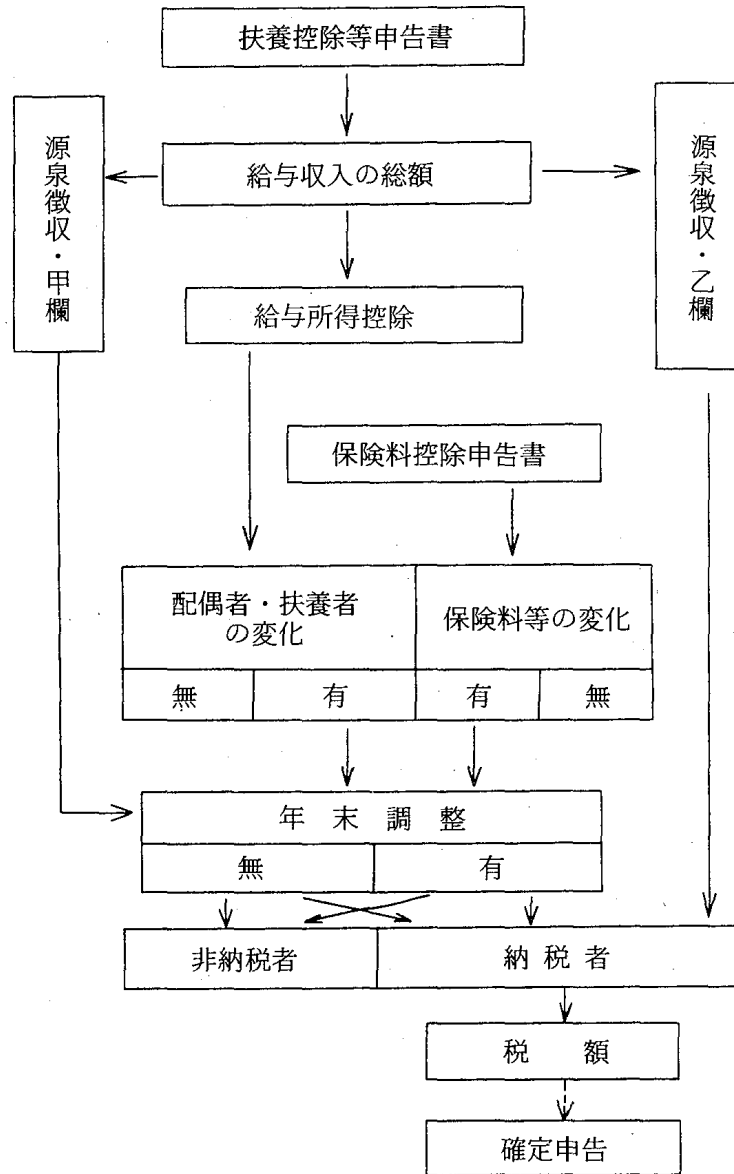 扶養控除等申告書
源泉徴収・甲欄
給与収入の総額
源泉徴収・乙欄
給与所得控除
保険料控除申告書
配偶者・扶養者
の変化
保険料等の変化
無
有
有
無
年末調整
無
有
非納税者
納税者
税額
確定申告